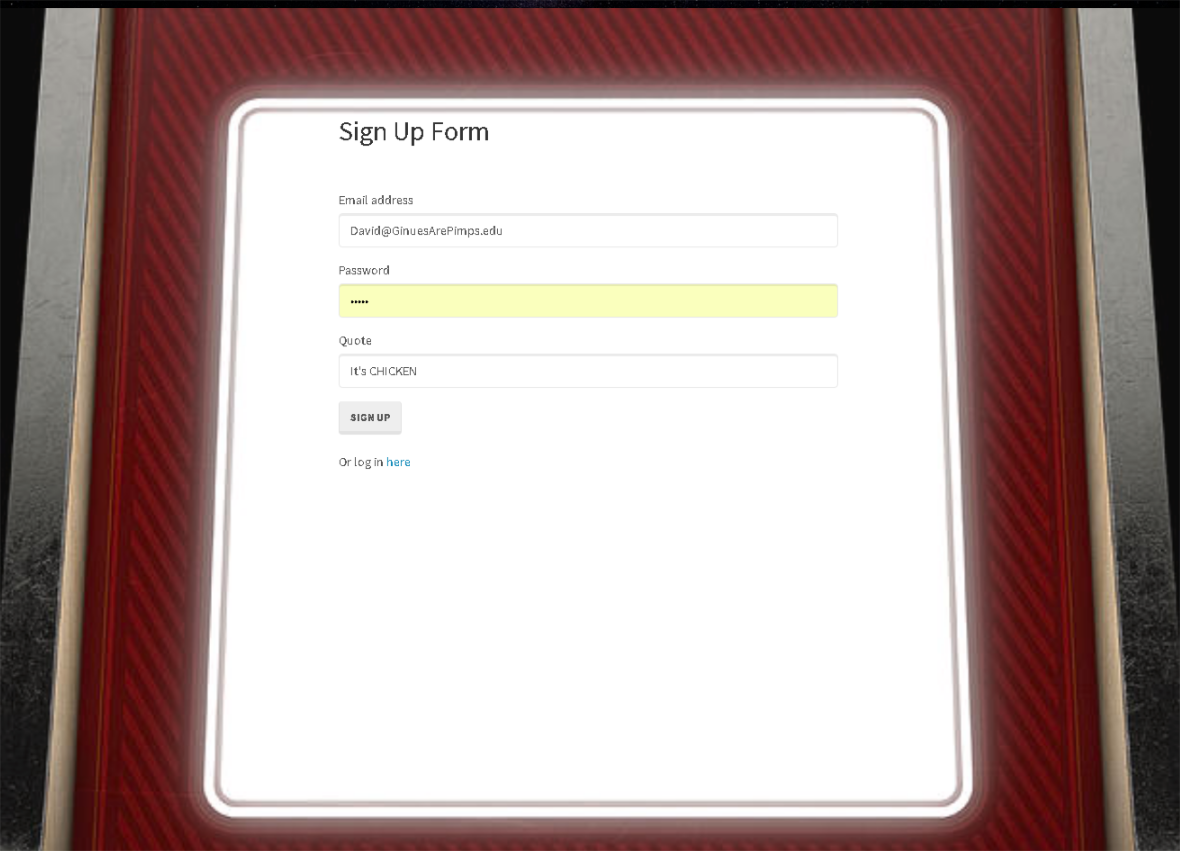 Sign Up Form
Email address
David@GinuesArePimps.edu
Password
•••••
Quote
It's CHICKEN
SIGN UP
Or log in here